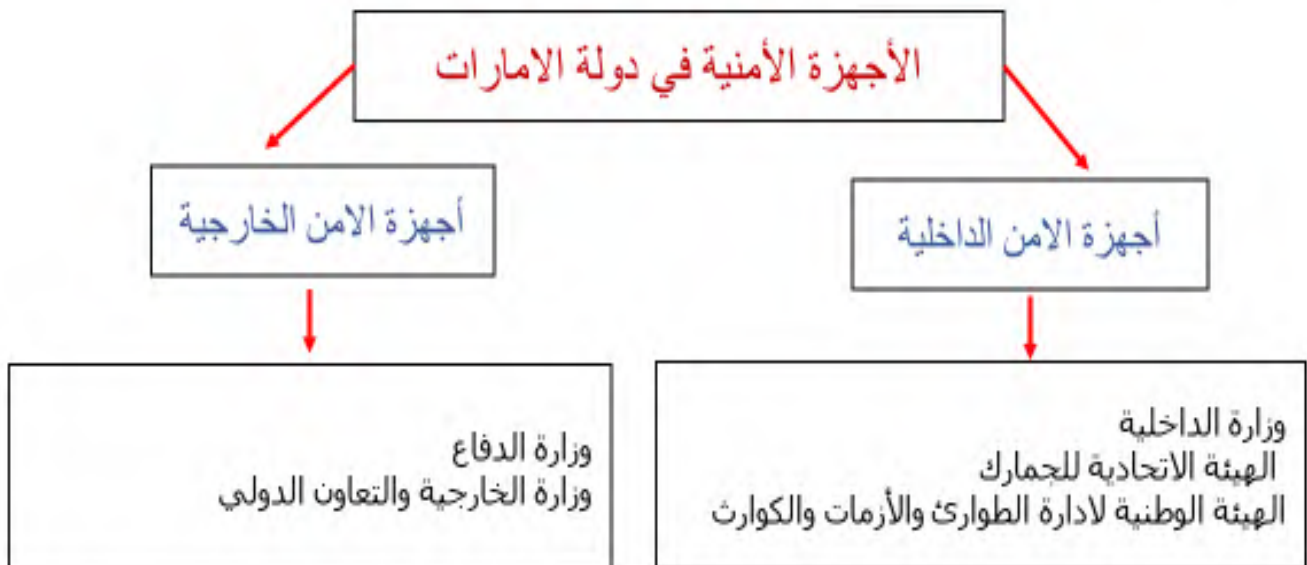 الأجهزة الأمنية في دولة الامارات
أجهزة الامن الداخلية
أجهزة الامن الخارجية
وزارة الداخلية
الهيئة الاتحادية للجمارك
الهيئة الوطنية لادارة الطوارئ والأزمات والكوارث
وزارة الدفاع
وزارة الخارجية والتعاون الدولي